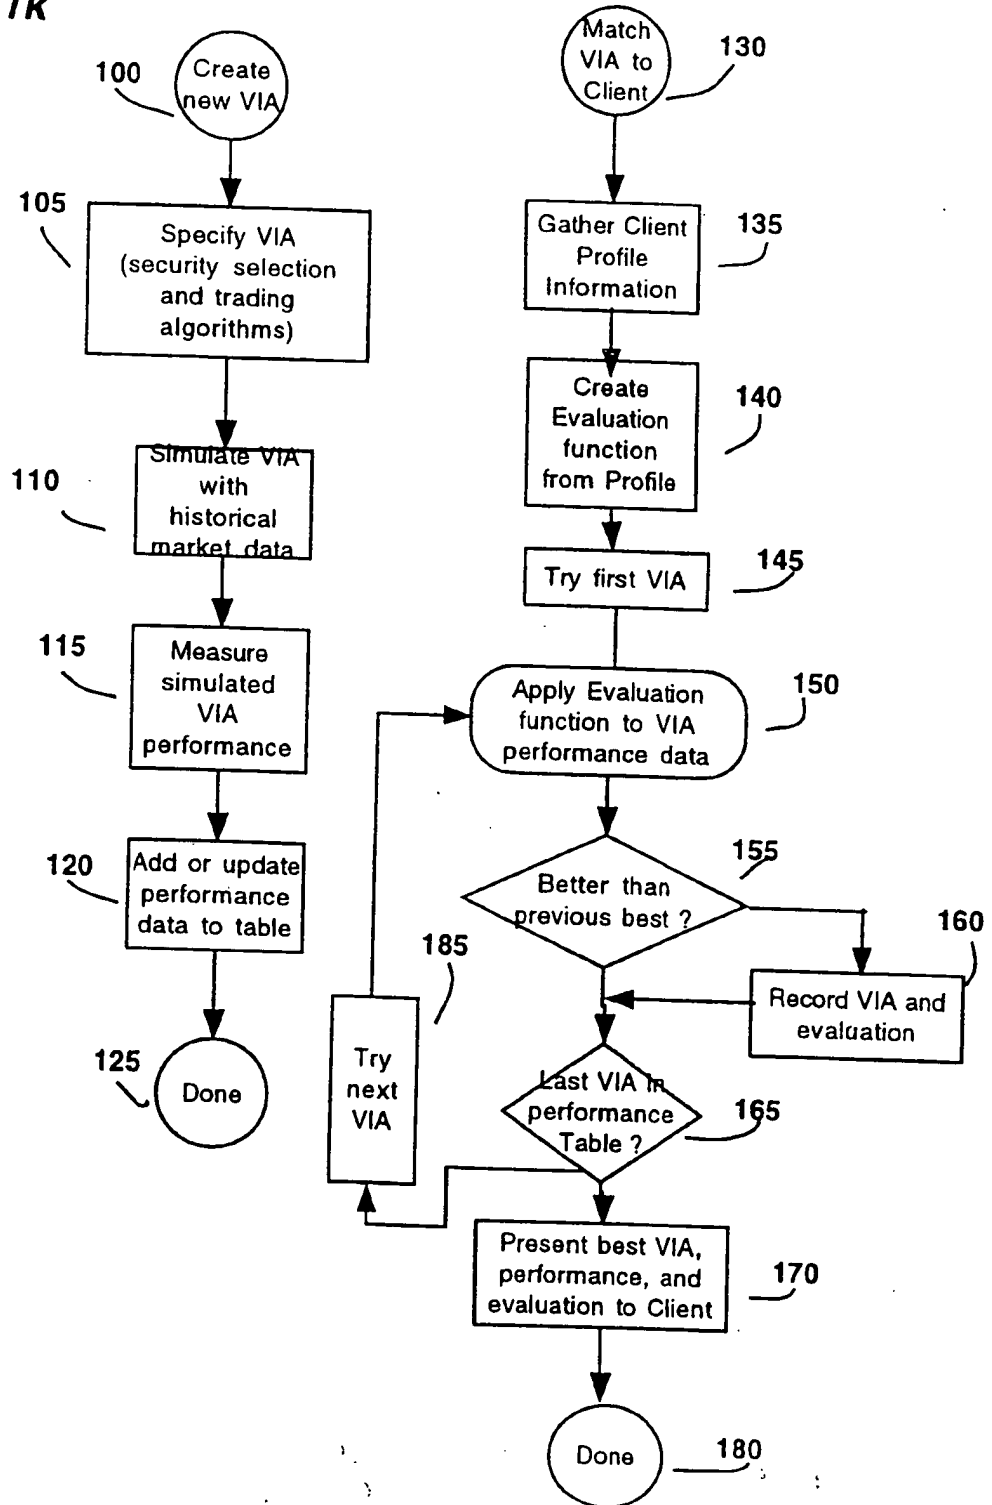 1K
100
Create
new VIA
105
Specify VIA
(security selection
and trading
algorithms)
110
Simulate VIA
with
historical
market data
115
Measure
simulated
VIA
performance
120
Add or update
performance
data to table
125
Done
Match
VIA to
Client
130
Gather Client
Profile
Information
135
Create
Evaluation
function
from Profile
140
Try first VIA
145
Apply Evaluation
function to VIA
performance data
150
Better than
previous best ?
155
Record VIA and
evaluation
160
185
Try
next
VIA
Last VIA in
performance
Table ?
165
Present best VIA,
performance, and
evaluation to Client
170
Done
180